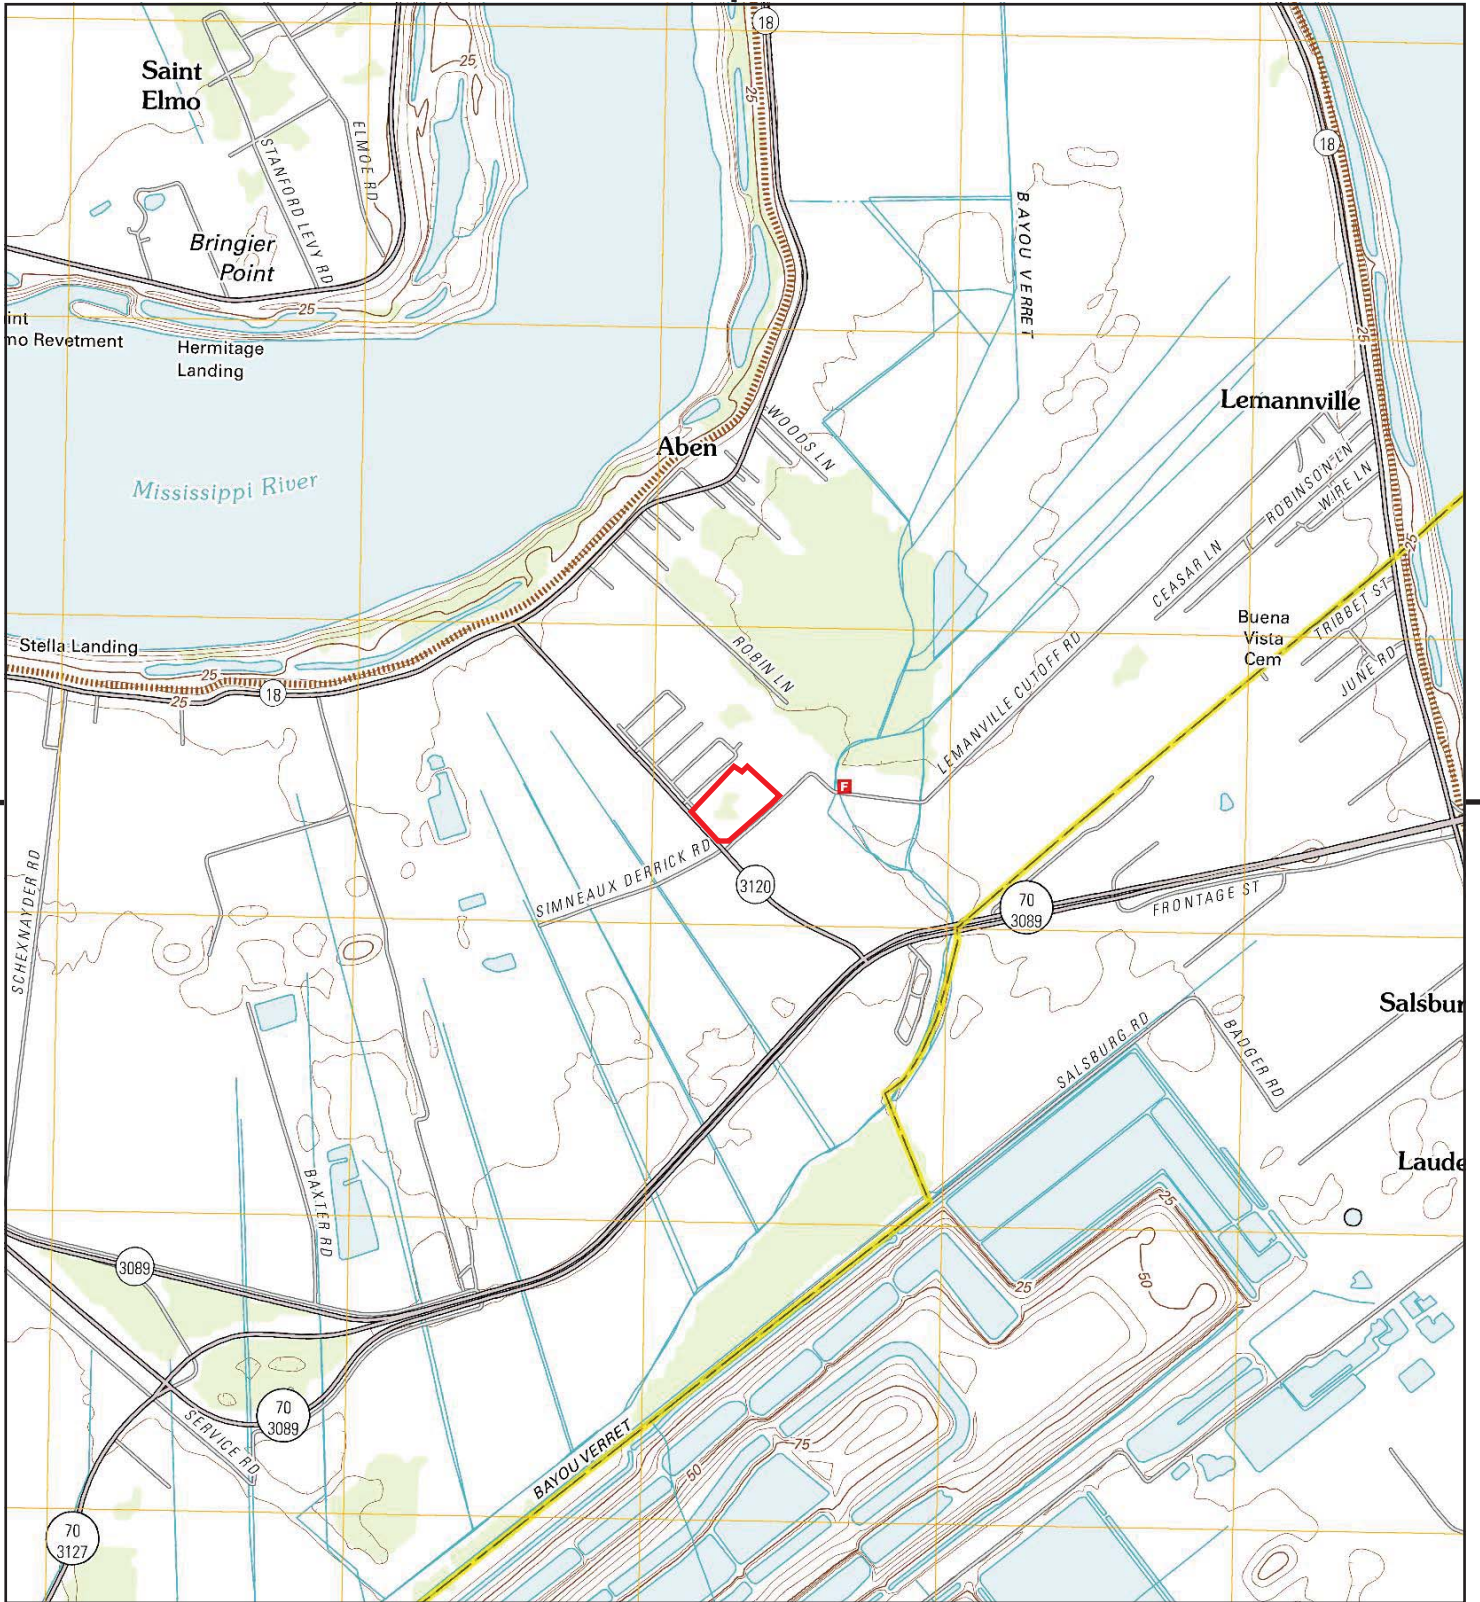 18
25
Saint
Elmo
STANFORD LEVY RD
ELMOE RD
25
18
BAYOU VERRET
Bringier
Point
25
int
mo Revetment
Hermitage
Landing
25
Lemannville
WOODS LN
Aben
ROBINSON LN
WIRE LN
Mississippi River
25
CEASAR LN
TRIBBET ST
Buena
Vista
Cem
JUNE RD
Stella Landing
ROBIN LN
LEMANVILLE CUTOFF RD
25
18
25
F
SIMNEAUX DERRICK RD
3120
SCHEXNAYDER RD
70
3089
FRONTAGE ST
Salsbur
SALSBURG RD
BADGER RD
Laude
BAXTER RD
25
3089
25
50
70
3089
SERVICE RD
BAYOU VERRET
75
50
70
3127